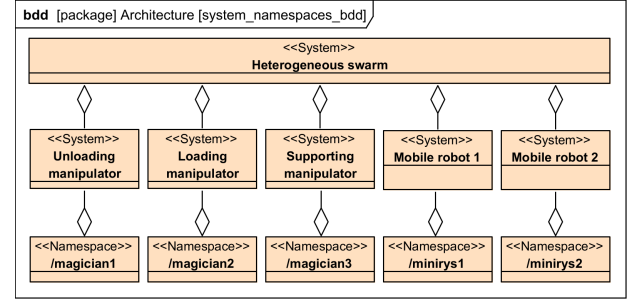 bdd [package] Architecture [system_namespaces_bdd]
<<System>>
Heterogeneous swarm
<<System>>
Unloading
manipulator
<<System>>
Loading
manipulator
<<System>>
Supporting
manipulator
<<System>>
Mobile robot 1
<<System>>
Mobile robot 2
<<Namespace>>
/magician1
<<Namespace>>
/magician2
<<Namespace>>
/magician3
<<Namespace>>
/minirys1
<<Namespace>>
/minirys2